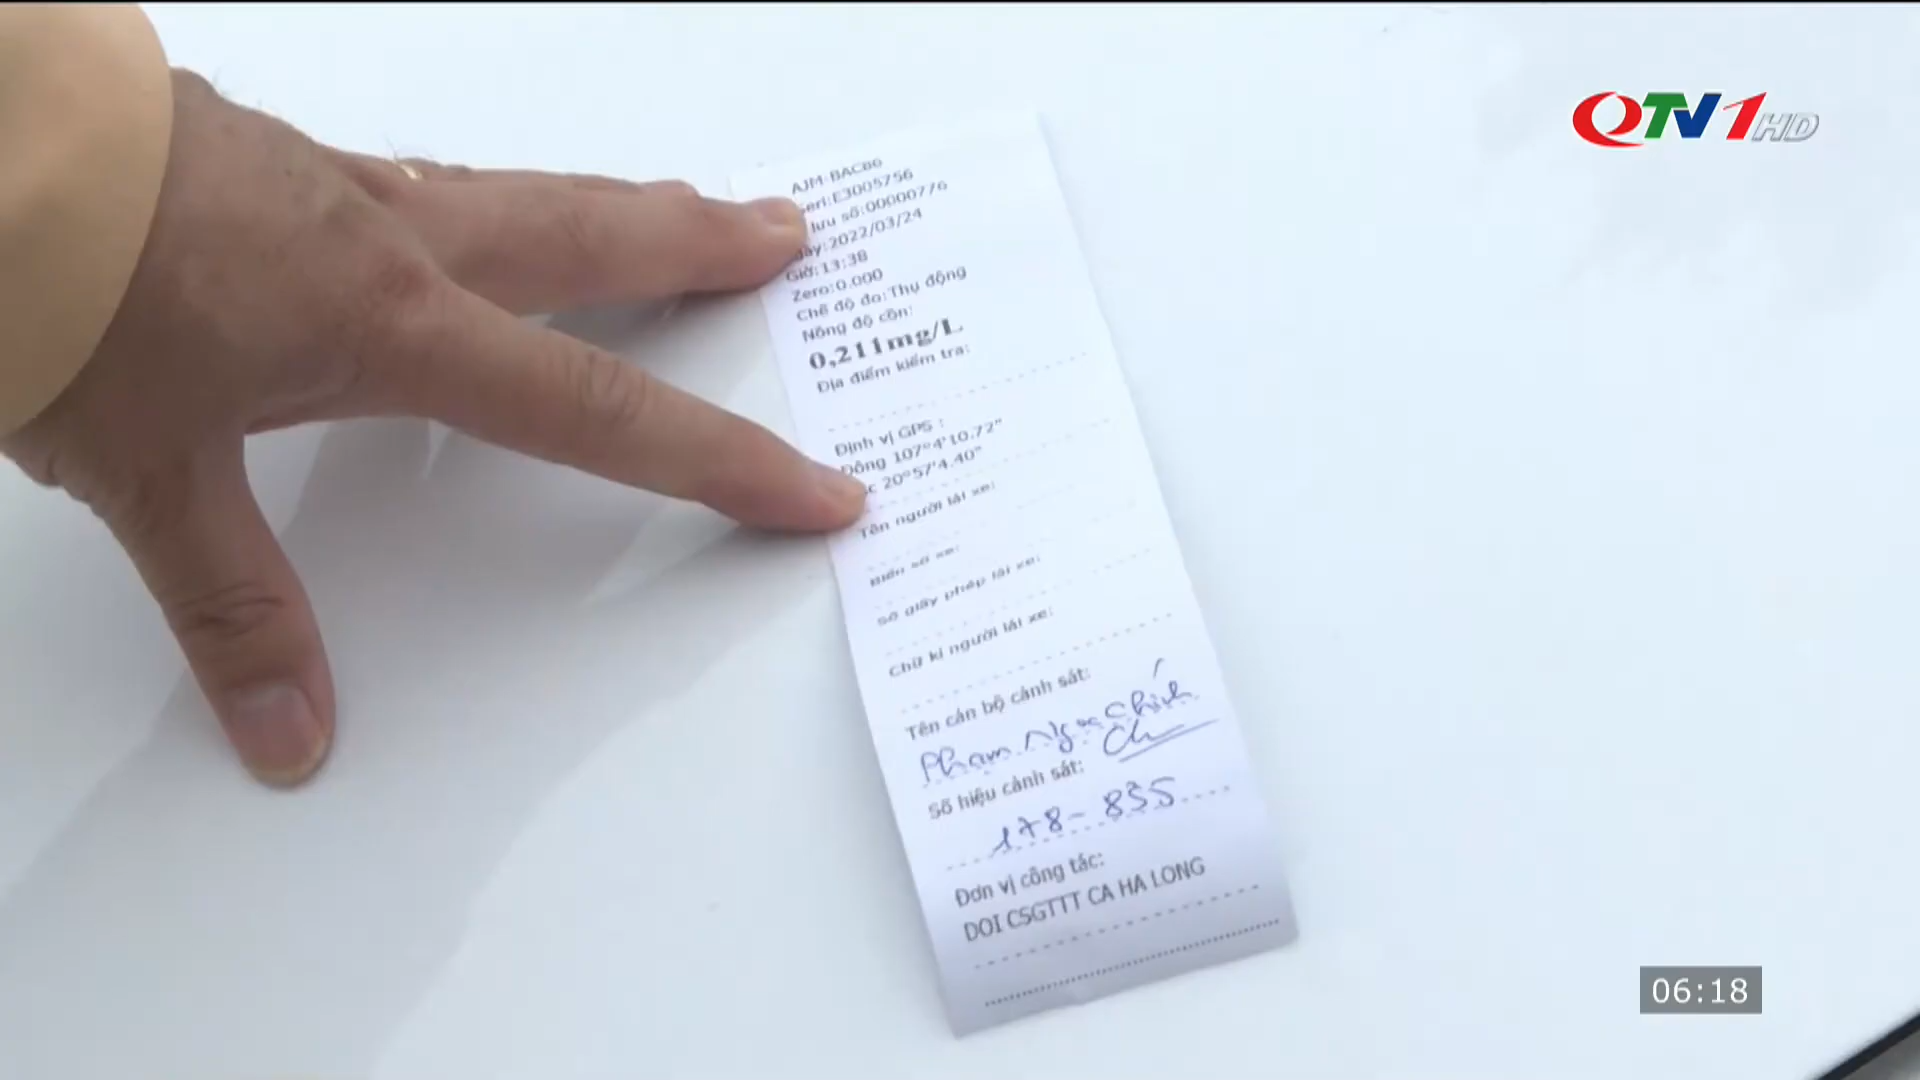 QTV1HD
AJM-BAC80
seri:E3005756
lưu số:00000776
gày:2022/03/24
Giờ:13:38
Zero:0.000
Chế độ đo:Thụ động
Nồng độ cồn:
0,211mg/L
Địa điểm kiểm tra:
Định vị GPS :
Đông 107°4'10.72"
c 20°57'4.40"
Tên người lái xe:
Biển số xe:
Số giấy phép lái xe:
Chữ kí người lái xe:
Tên cán bộ cảnh sát:
Phạm Ngọc Chính
Số hiệu cảnh sát:
178-835
Đơn vị công tác:
DOI CSGTTT CA HA LONG
06:18